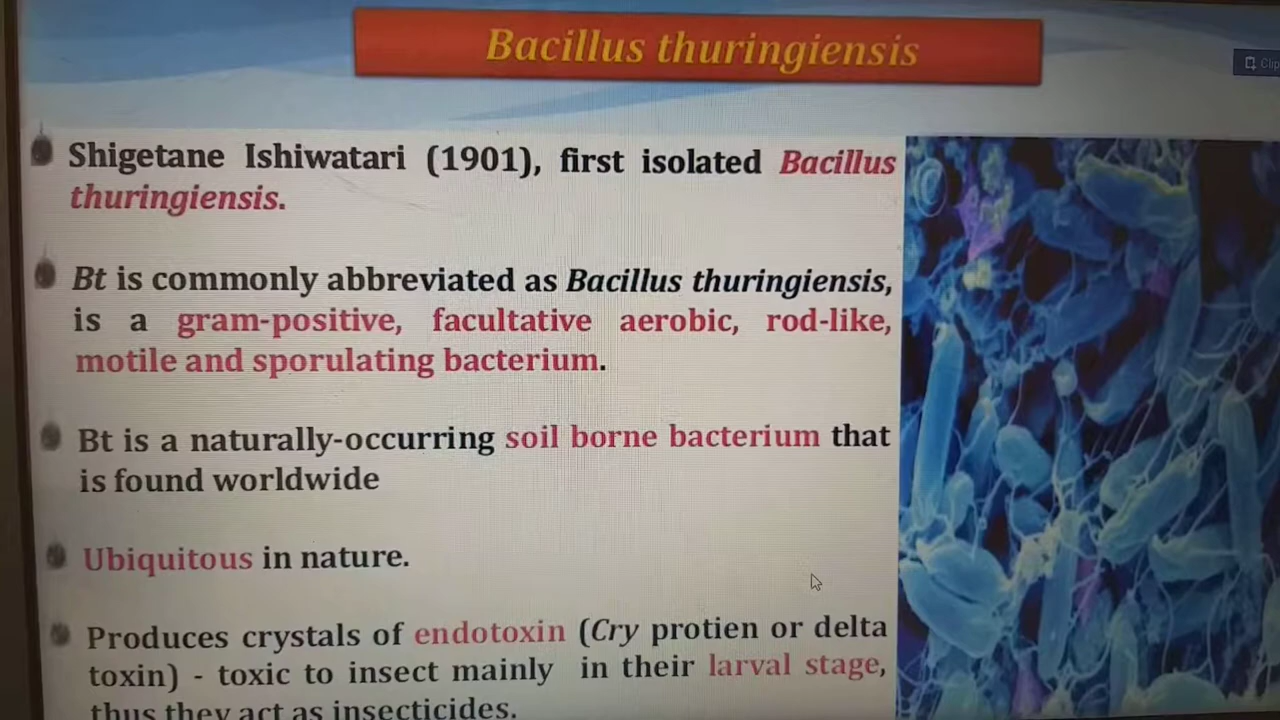 Bacillus thuringiensis
Clip
Shigetane Ishiwatari (1901), first isolated Bacillus
thuringiensis.
Bt is commonly abbreviated as Bacillus thuringiensis,
is a gram-positive, facultative aerobic, rod-like,
motile and sporulating bacterium.
Bt is a naturally-occurring soil borne bacterium that
is found worldwide
Ubiquitous in nature.
Produces crystals of endotoxin (Cry protien or delta
toxin) - toxic to insect mainly in their larval stage,
thus they act as insecticides.